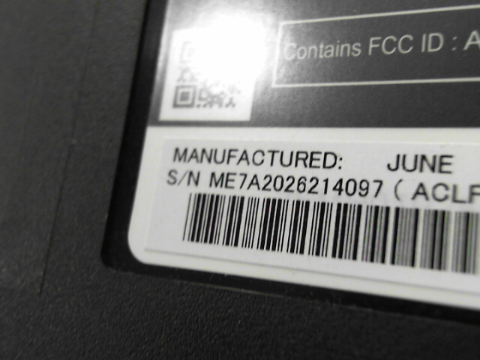 Contains FCC ID : A
MANUFACTURED: JUNE
S/N ME7A2026214097 ( ACLF